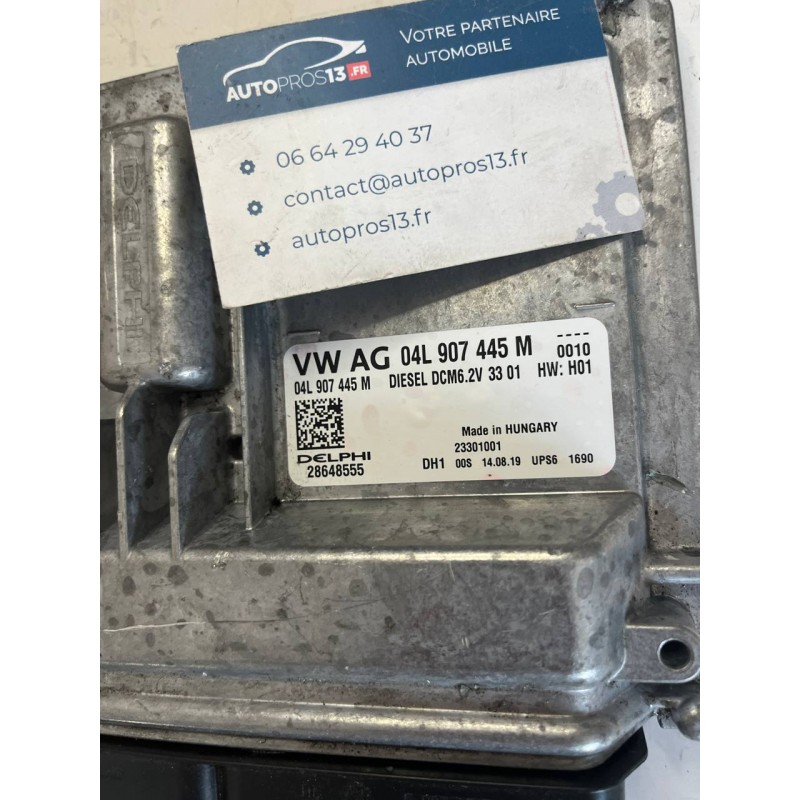 AUTOPROS13.FR
VOTRE PARTENAIRE
AUTOMOBILE
06 64 29 40 37
contact@autopros13.fr
autopros13.fr
DELPHI
VW AG 04L 907 445 M
----
0010
04L 907 445 M DIESEL DCM6.2V 33 01 HW: H01
Made in HUNGARY
23301001
DELPHI
28648555
DH1 00S 14.08.19 UPS6 1690